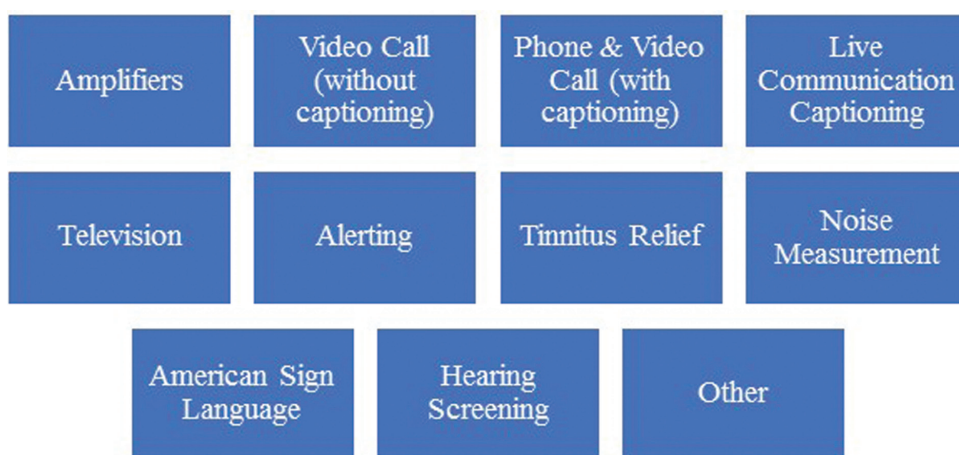 Amplifiers
Video Call
(without
captioning)
Phone & Video
Call (with
captioning)
Live
Communication
Captioning
Television
Alerting
Tinnitus Relief
Noise
Measurement
American Sign
Language
Hearing
Screening
Other